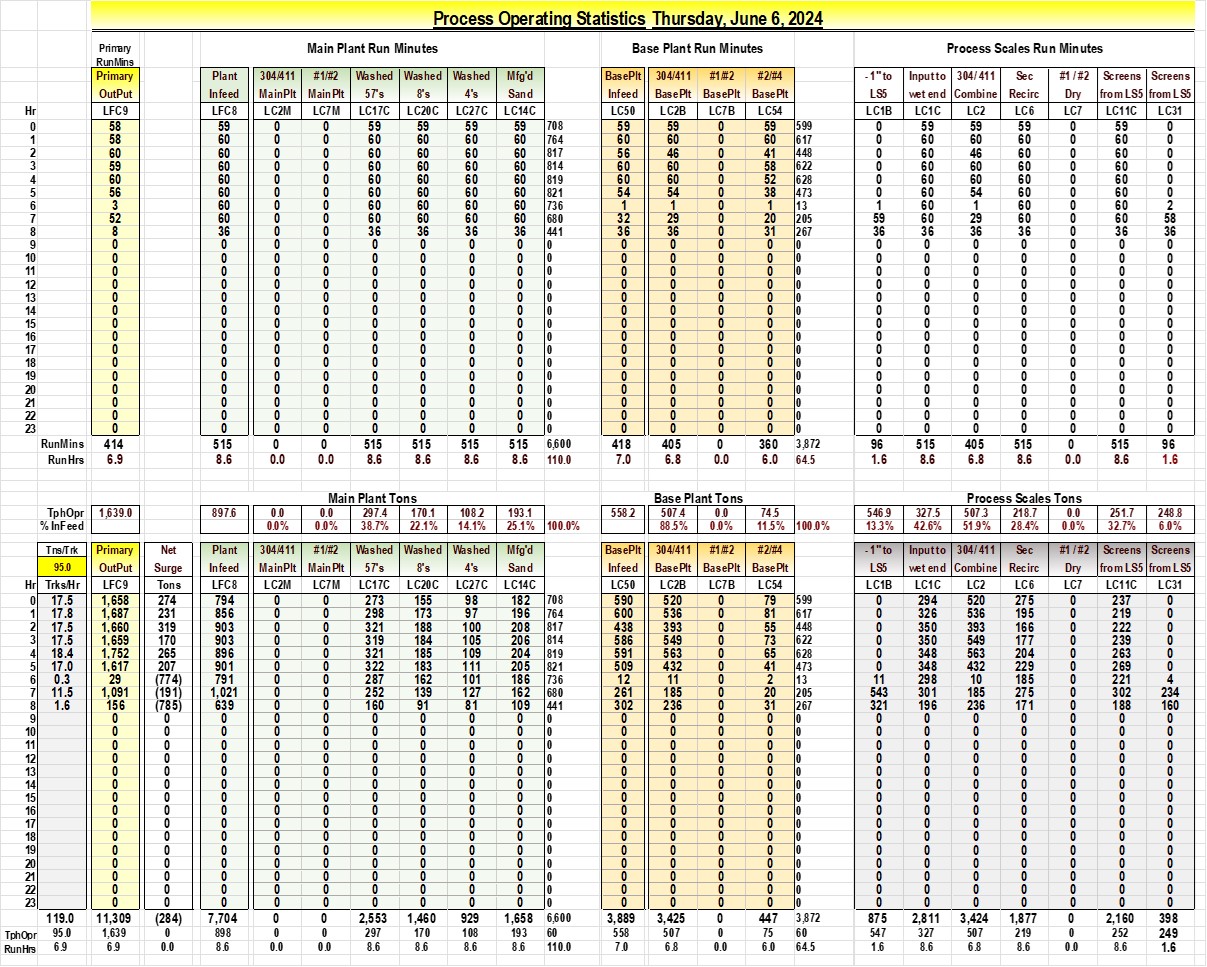 Process Operating Statistics Thursday, June 6, 2024
Primary RunMins Main Plant Run Minutes Base Plant Run Minutes Process Scales Run Minutes
Primary Plant 304/411 #1/#2 Washed Washed Washed Mfg'd BasePlt 304/411 #1/#2 #2/#4 -1" to Input to 304/411 Sec #1/#2 Screens Screens
OutPut Infeed MainPlt MainPlt 57's 8's 4's Sand Infeed BasePlt BasePlt BasePlt LS5 wet end Combine Recirc Dry from LS5 from LS5
Hr LFC9 LFC8 LC2M LC7M LC17C LC20C LC27C LC14C LC50 LC2B LC7B LC54 LC1B LC1C LC2 LC6 LC7 LC11C LC31
0 58 59 0 0 59 59 59 59 708 59 59 0 59 599 0 59 59 59 0 59 0
1 58 60 0 0 60 60 60 60 764 60 60 0 60 617 0 60 60 60 0 60 0
2 60 60 0 0 60 60 60 60 817 56 46 0 41 448 0 60 46 60 0 60 0
3 59 60 0 0 60 60 60 60 814 60 60 0 58 622 0 60 60 60 0 60 0
4 60 60 0 0 60 60 60 60 819 60 60 0 52 628 0 60 60 60 0 60 0
5 56 60 0 0 60 60 60 60 821 54 54 0 38 473 0 60 54 60 0 60 0
6 3 60 0 0 60 60 60 60 736 1 1 0 1 13 1 60 1 60 0 60 2
7 52 60 0 0 60 60 60 60 680 32 29 0 20 205 59 60 29 60 0 60 58
8 8 36 0 0 36 36 36 36 441 36 36 0 31 267 36 36 36 36 0 36 36
9 0 0 0 0 0 0 0 0 0 0 0 0 0 0 0 0 0 0 0 0 0
10 0 0 0 0 0 0 0 0 0 0 0 0 0 0 0 0 0 0 0 0 0
11 0 0 0 0 0 0 0 0 0 0 0 0 0 0 0 0 0 0 0 0 0
12 0 0 0 0 0 0 0 0 0 0 0 0 0 0 0 0 0 0 0 0 0
13 0 0 0 0 0 0 0 0 0 0 0 0 0 0 0 0 0 0 0 0 0
14 0 0 0 0 0 0 0 0 0 0 0 0 0 0 0 0 0 0 0 0 0
15 0 0 0 0 0 0 0 0 0 0 0 0 0 0 0 0 0 0 0 0 0
16 0 0 0 0 0 0 0 0 0 0 0 0 0 0 0 0 0 0 0 0 0
17 0 0 0 0 0 0 0 0 0 0 0 0 0 0 0 0 0 0 0 0 0
18 0 0 0 0 0 0 0 0 0 0 0 0 0 0 0 0 0 0 0 0 0
19 0 0 0 0 0 0 0 0 0 0 0 0 0 0 0 0 0 0 0 0 0
20 0 0 0 0 0 0 0 0 0 0 0 0 0 0 0 0 0 0 0 0 0
21 0 0 0 0 0 0 0 0 0 0 0 0 0 0 0 0 0 0 0 0 0
22 0 0 0 0 0 0 0 0 0 0 0 0 0 0 0 0 0 0 0 0 0
23 0 0 0 0 0 0 0 0 0 0 0 0 0 0 0 0 0 0 0 0 0
RunMins 414 515 0 0 515 515 515 515 6,600 418 405 0 360 3,872 96 515 405 515 0 515 96
RunHrs 6.9 8.6 0.0 0.0 8.6 8.6 8.6 8.6 110.0 7.0 6.8 0.0 6.0 64.5 1.6 8.6 6.8 8.6 0.0 8.6 1.6
Main Plant Tons Base Plant Tons Process Scales Tons
TphOpr 1,639.0 897.6 0.0 0.0 297.4 170.1 108.2 193.1 558.2 507.4 0.0 74.5 546.9 327.5 507.3 218.7 0.0 251.7 248.8
% InFeed 0.0% 0.0% 38.7% 22.1% 14.1% 25.1% 100.0% 88.5% 0.0% 11.5% 100.0% 13.3% 42.6% 51.9% 28.4% 0.0% 32.7% 6.0%
Tns/Trk Primary Net Plant 304/411 #1/#2 Washed Washed Washed Mfg'd BasePlt 304/411 #1/#2 #2/#4 -1" to Input to 304/411 Sec #1/#2 Screens Screens
95.0 OutPut Surge Infeed MainPlt MainPlt 57's 8's 4's Sand Infeed BasePlt BasePlt BasePlt LS5 wet end Combine Recirc Dry from LS5 from LS5
Hr Trks/Hr LFC9 Tons LFC8 LC2M LC7M LC17C LC20C LC27C LC14C LC50 LC2B LC7B LC54 LC1B LC1C LC2 LC6 LC7 LC11C LC31
0 17.5 1,658 274 794 0 0 273 155 98 182 708 590 520 0 79 599 0 294 520 275 0 237 0
1 17.8 1,687 231 856 0 0 298 173 97 196 764 600 536 0 81 617 0 326 536 195 0 219 0
2 17.5 1,660 319 903 0 0 321 188 100 208 817 438 393 0 55 448 0 350 393 166 0 222 0
3 17.5 1,659 170 903 0 0 319 184 105 206 814 586 549 0 73 622 0 350 549 177 0 239 0
4 18.4 1,752 265 896 0 0 321 185 109 204 819 591 563 0 65 628 0 348 563 204 0 263 0
5 17.0 1,617 207 901 0 0 322 183 111 205 821 509 432 0 41 473 0 348 432 229 0 269 0
6 0.3 29 (774) 791 0 0 287 162 101 186 736 12 11 0 2 13 11 298 10 185 0 221 4
7 11.5 1,091 (191) 1,021 0 0 252 139 127 162 680 261 185 0 20 205 543 301 185 275 0 302 234
8 1.6 156 (785) 639 0 0 160 91 81 109 441 302 236 0 31 267 321 196 236 171 0 188 160
9 0 0 0 0 0 0 0 0 0 0 0 0 0 0 0 0 0 0 0 0 0 0
10 0 0 0 0 0 0 0 0 0 0 0 0 0 0 0 0 0 0 0 0 0 0
11 0 0 0 0 0 0 0 0 0 0 0 0 0 0 0 0 0 0 0 0 0 0
12 0 0 0 0 0 0 0 0 0 0 0 0 0 0 0 0 0 0 0 0 0 0
13 0 0 0 0 0 0 0 0 0 0 0 0 0 0 0 0 0 0 0 0 0 0
14 0 0 0 0 0 0 0 0 0 0 0 0 0 0 0 0 0 0 0 0 0 0
15 0 0 0 0 0 0 0 0 0 0 0 0 0 0 0 0 0 0 0 0 0 0
16 0 0 0 0 0 0 0 0 0 0 0 0 0 0 0 0 0 0 0 0 0 0
17 0 0 0 0 0 0 0 0 0 0 0 0 0 0 0 0 0 0 0 0 0 0
18 0 0 0 0 0 0 0 0 0 0 0 0 0 0 0 0 0 0 0 0 0 0
19 0 0 0 0 0 0 0 0 0 0 0 0 0 0 0 0 0 0 0 0 0 0
20 0 0 0 0 0 0 0 0 0 0 0 0 0 0 0 0 0 0 0 0 0 0
21 0 0 0 0 0 0 0 0 0 0 0 0 0 0 0 0 0 0 0 0 0 0
22 0 0 0 0 0 0 0 0 0 0 0 0 0 0 0 0 0 0 0 0 0 0
23 0 0 0 0 0 0 0 0 0 0 0 0 0 0 0 0 0 0 0 0 0 0
119.0 11,309 (284) 7,704 0 0 2,553 1,460 929 1,658 6,600 3,889 3,425 0 447 3,872 875 2,811 3,424 1,877 0 2,160 398
TphOpr 95.0 1,639 0 898 0 0 297 170 108 193 60 558 507 0 75 60 547 327 507 219 0 252 249
RunHrs 6.9 6.9 0.0 8.6 0.0 0.0 8.6 8.6 8.6 8.6 110.0 7.0 6.8 0.0 6.0 64.5 1.6 8.6 6.8 8.6 0.0 8.6 1.6